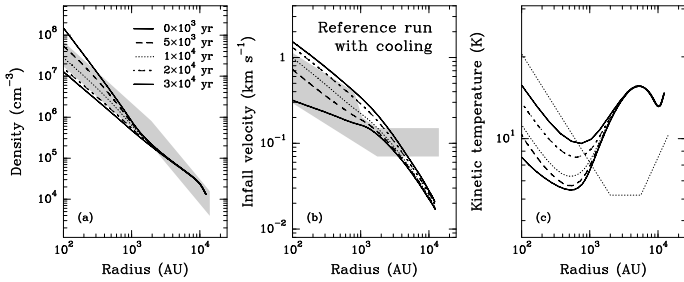 10⁸
10⁷
10⁶
10⁵
10⁴
Density (cm⁻³)
0×10³ yr
5×10³ yr
1×10⁴ yr
2×10⁴ yr
3×10⁴ yr
(a)
10² 10³ 10⁴
Radius (AU)
1
10⁻¹
10⁻²
Infall velocity (km s⁻¹)
Reference run
with cooling
(b)
10² 10³ 10⁴
Radius (AU)
10
Kinetic temperature (K)
(c)
10² 10³ 10⁴
Radius (AU)